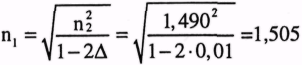 n₁ = √(n₂² / (1−2Δ)) = √(1,490² / (1−2·0,01)) = 1,505